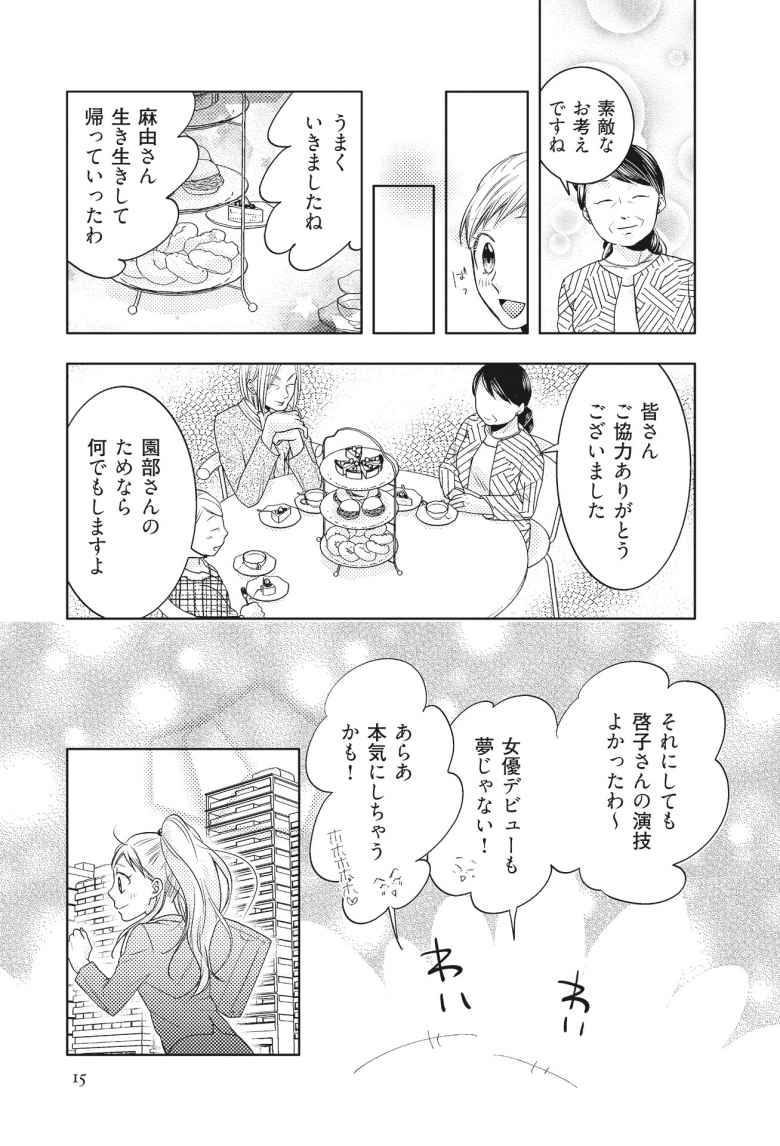 素敵な
お考え
ですね
ぱっ
うまく
いきましたね
麻由さん
生き生きして
帰っていったわ
皆さん
ご協力ありがとう
ございました
園部さんの
ためなら
何でもしますよ
それにしても
啓子さんの演技
よかったわ〜
女優デビューも
夢じゃない!
あらあ
本気にしちゃう
かも!
ホホホホホ♡
わい
わい
15